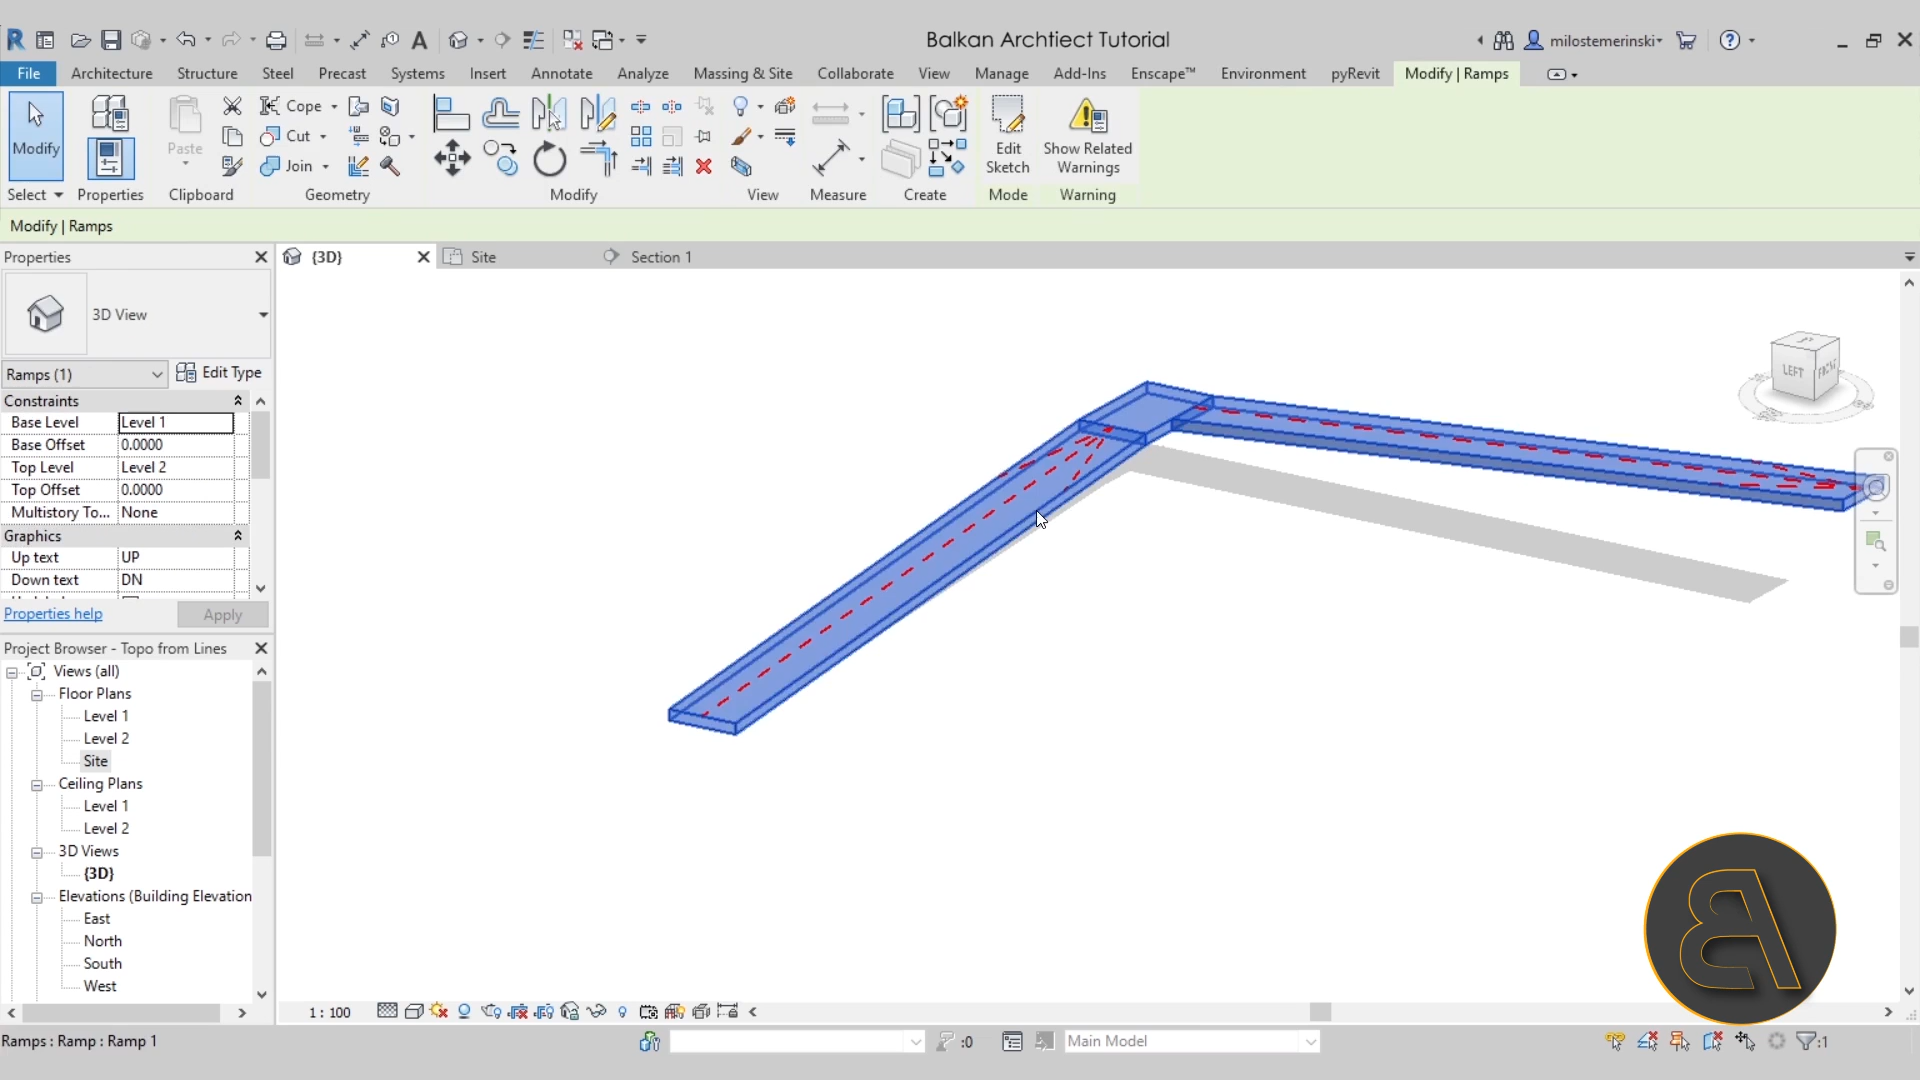 Balkan Archtiect Tutorial
milostemerinski
File Architecture Structure Steel Precast Systems Insert Annotate Analyze Massing & Site Collaborate View Manage Add-Ins Enscape™ Environment pyRevit Modify | Ramps
Modify
Paste
Cope
Cut
Join
Edit Sketch
Show Related Warnings
Select Properties Clipboard Geometry Modify View Measure Create Mode Warning
Modify | Ramps
Properties
{3D}
Site
Section 1
3D View
Ramps (1)
Edit Type
Constraints
Base Level Level 1
Base Offset 0.0000
Top Level Level 2
Top Offset 0.0000
Multistory To... None
Graphics
Up text UP
Down text DN
Properties help
Apply
LEFT
FRONT
Project Browser - Topo from Lines
Views (all)
Floor Plans
Level 1
Level 2
Site
Ceiling Plans
Level 1
Level 2
3D Views
{3D}
Elevations (Building Elevation
East
North
South
West
1 : 100
Ramps : Ramp : Ramp 1
:0
Main Model
:1